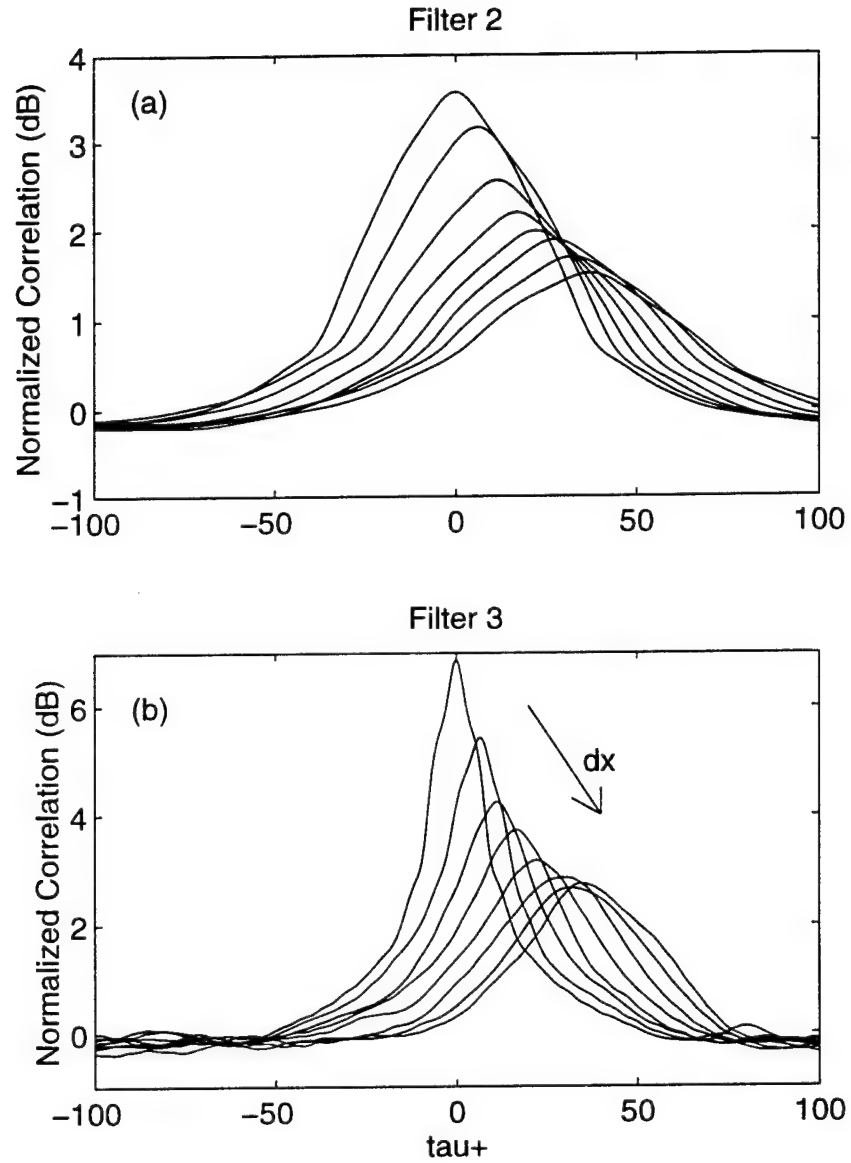 Filter 2
(a)
Normalized Correlation (dB)
4
3
2
1
0
−1
−100
−50
0
50
100
Filter 3
(b)
dx
Normalized Correlation (dB)
6
4
2
0
−100
−50
0
50
100
tau+